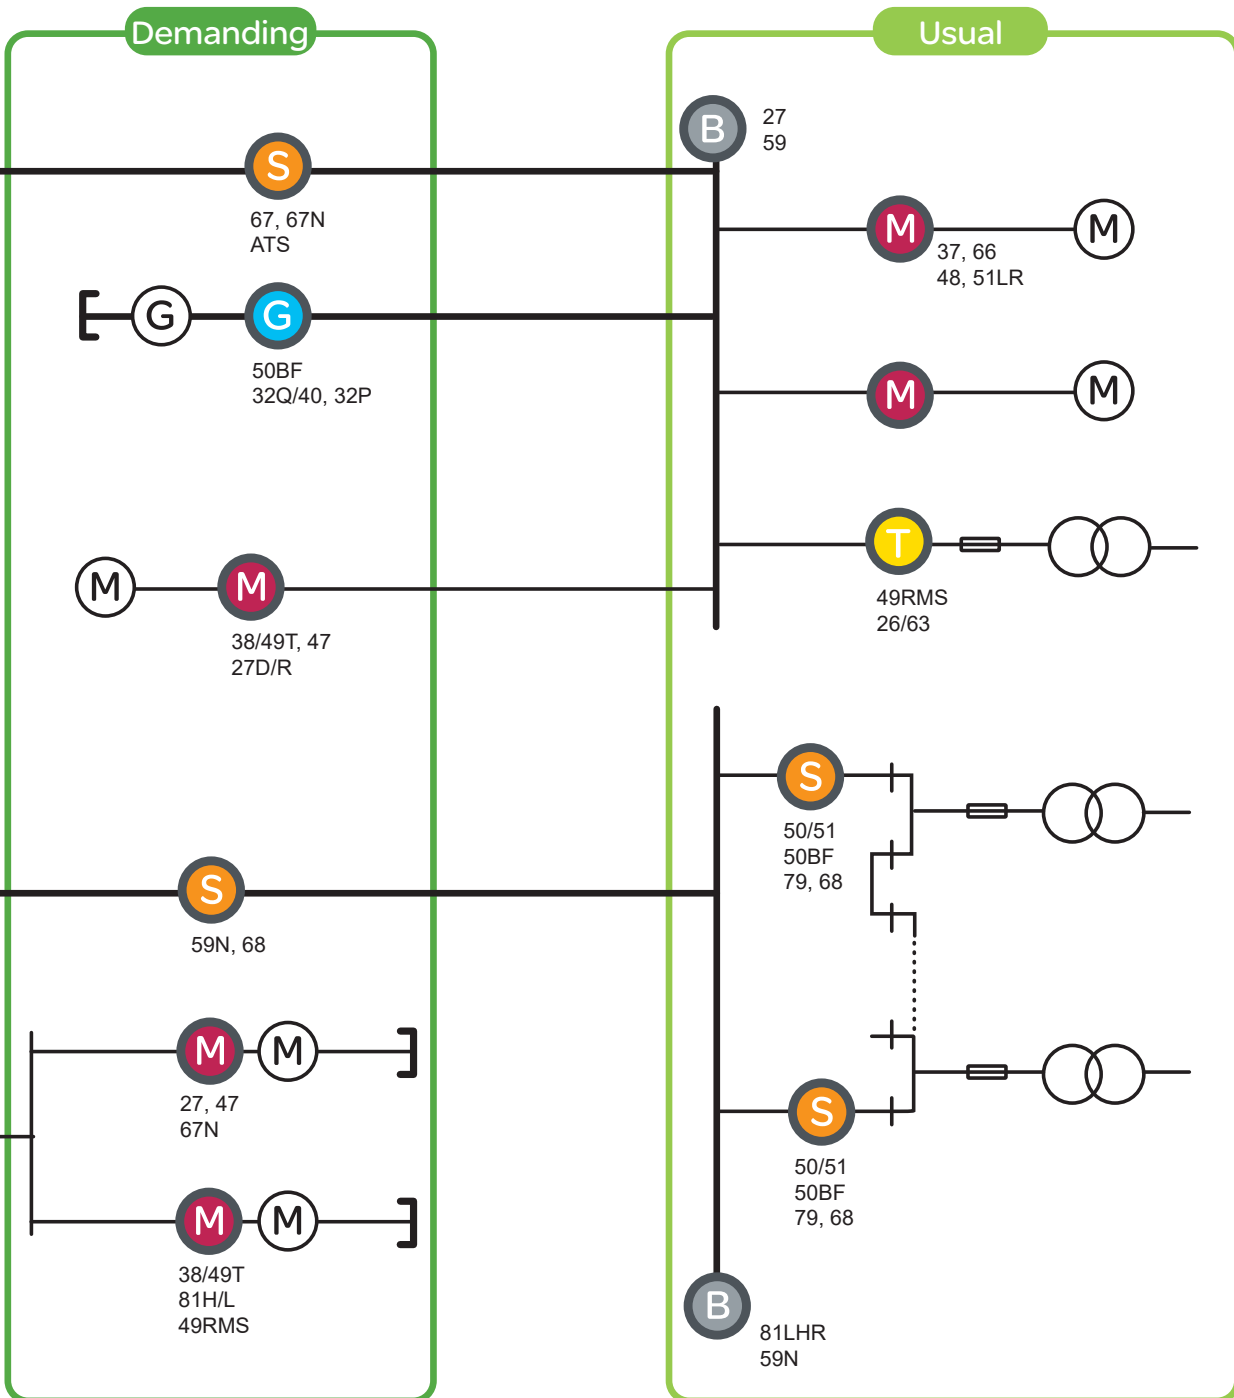 Demanding
Usual
B
27
59
S
67, 67N
ATS
M
M
37, 66
48, 51LR
G
G
50BF
32Q/40, 32P
M
M
T
49RMS
26/63
M
M
38/49T, 47
27D/R
S
50/51
50BF
79, 68
S
59N, 68
M
M
27, 47
67N
S
50/51
50BF
79, 68
M
M
38/49T
81H/L
49RMS
B
81LHR
59N